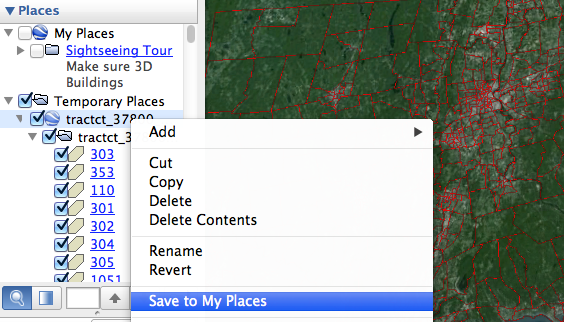 Places
My Places
Sightseeing Tour
Make sure 3D
Buildings
Temporary Places
tractct_37800
tractct_3
303
353
110
301
302
304
305
1051
Add
Cut
Copy
Delete
Delete Contents
Rename
Revert
Save to My Places